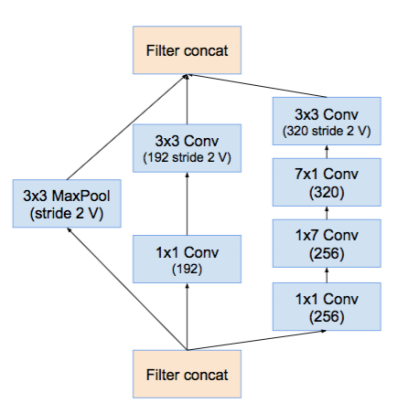 Filter concat
3x3 Conv
(320 stride 2 V)
3x3 Conv
(192 stride 2 V)
7x1 Conv
(320)
3x3 MaxPool
(stride 2 V)
1x7 Conv
(256)
1x1 Conv
(192)
1x1 Conv
(256)
Filter concat